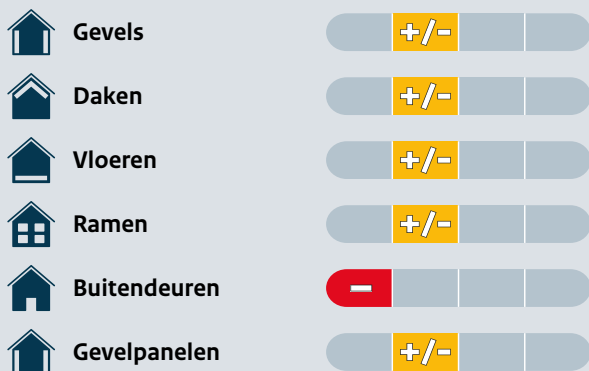 Gevels +/-
Daken +/-
Vloeren +/-
Ramen +/-
Buitendeuren -
Gevelpanelen +/-